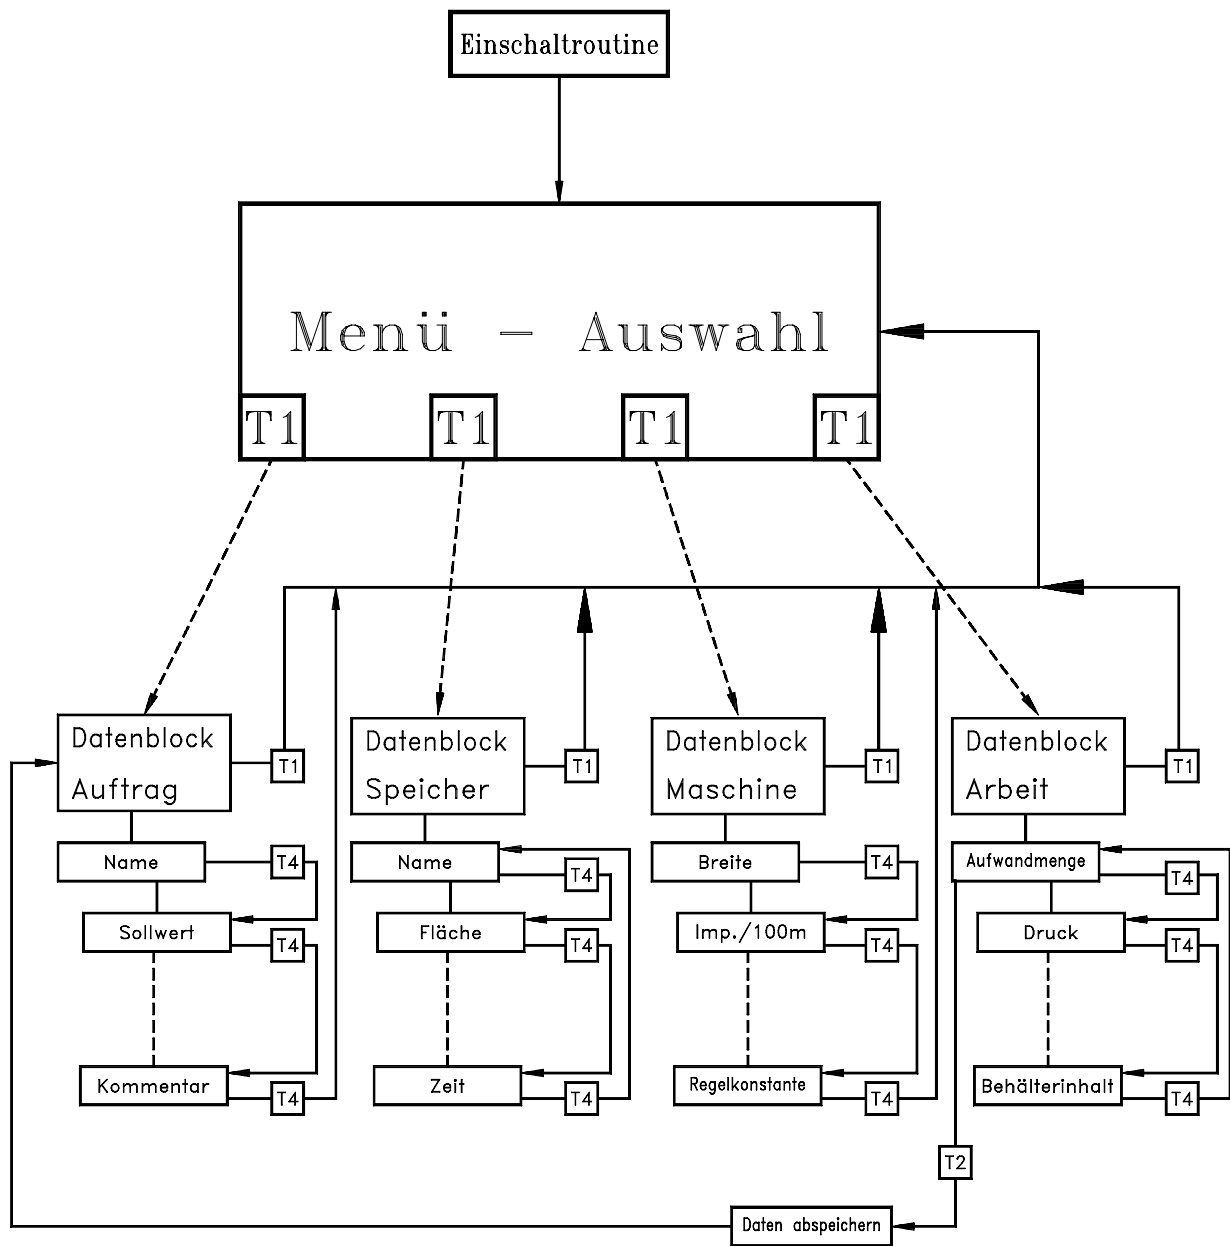 Einschaltroutine
Menü - Auswahl
T1
T1
T1
T1
Datenblock
Auftrag
T1
Name
T4
Sollwert
T4
Kommentar
T4
Datenblock
Speicher
T1
Name
T4
Fläche
T4
Zeit
T4
Datenblock
Maschine
T1
Breite
T4
Imp./100m
T4
Regelkonstante
T4
Datenblock
Arbeit
T1
Aufwandmenge
T4
Druck
T4
Behälterinhalt
T4
T2
Daten abspeichern